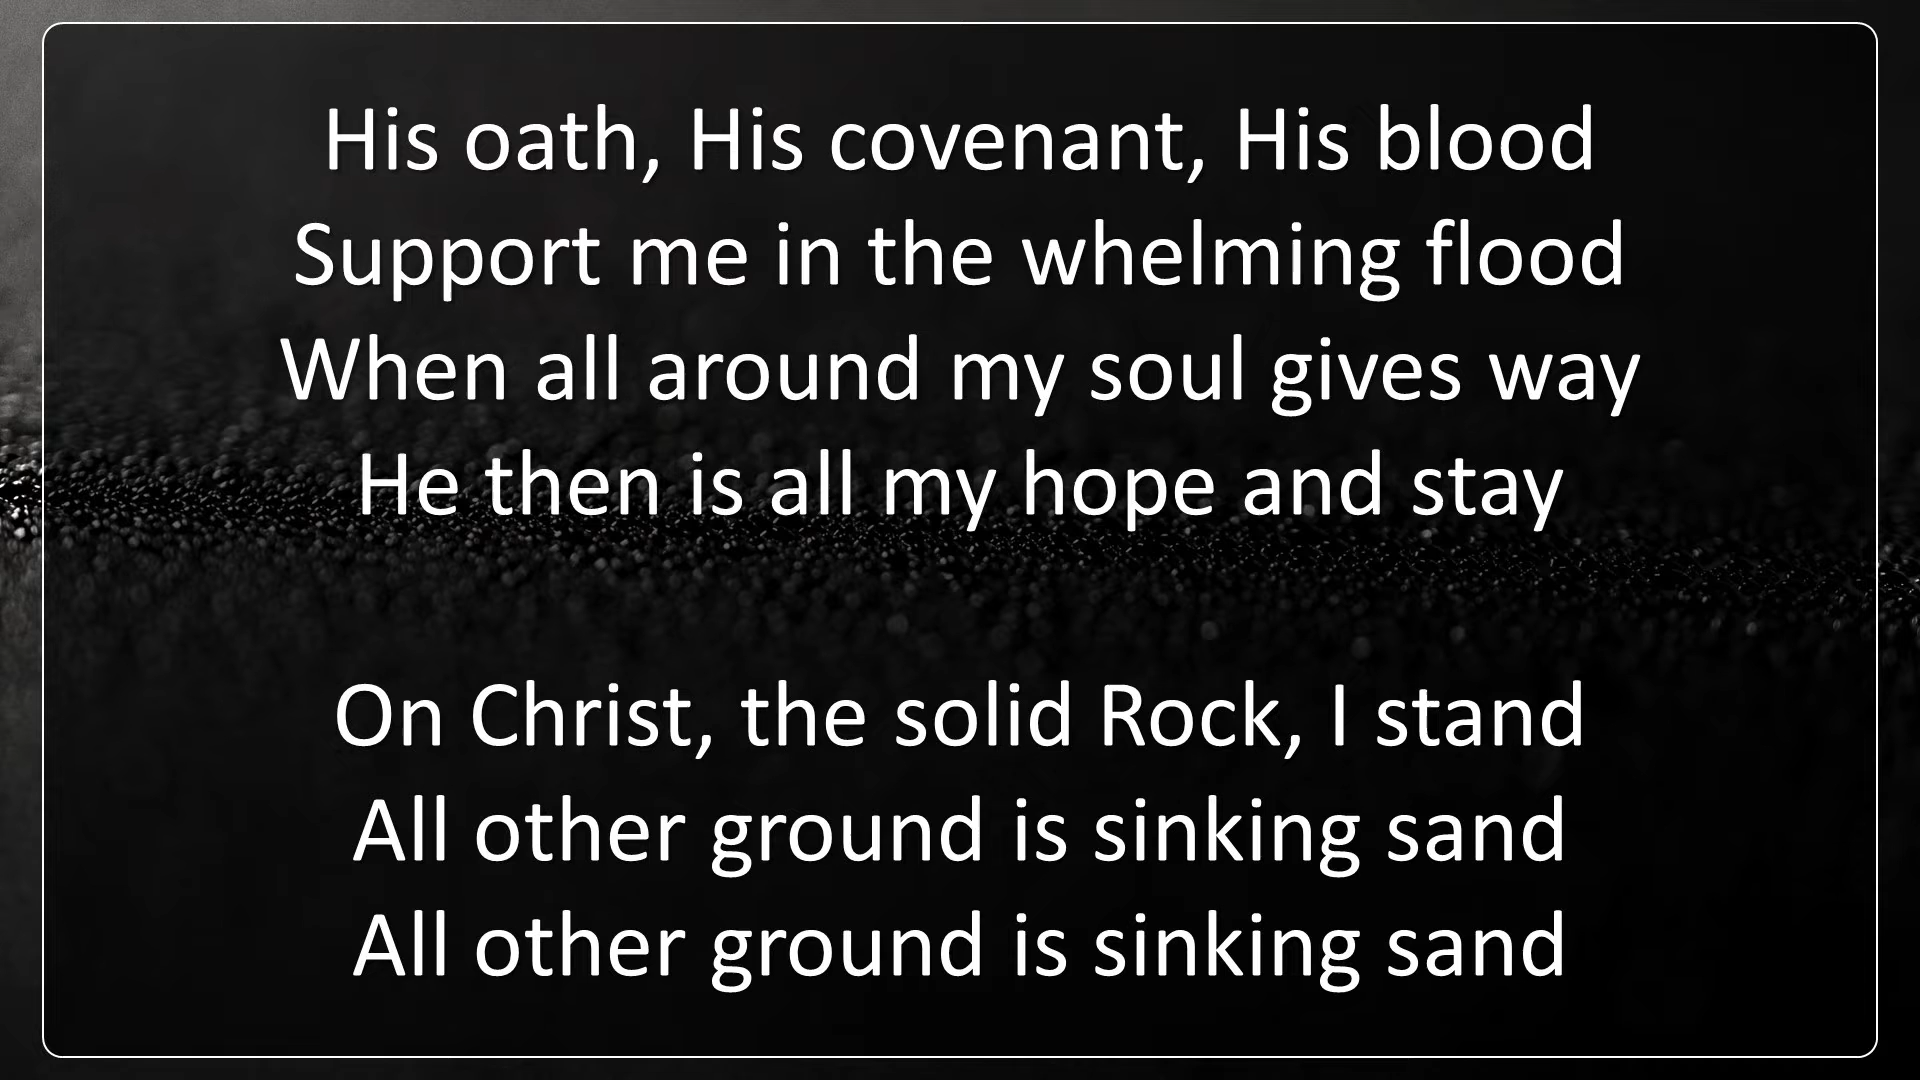 His oath, His covenant, His blood
Support me in the whelming flood
When all around my soul gives way
He then is all my hope and stay
On Christ, the solid Rock, I stand
All other ground is sinking sand
All other ground is sinking sand